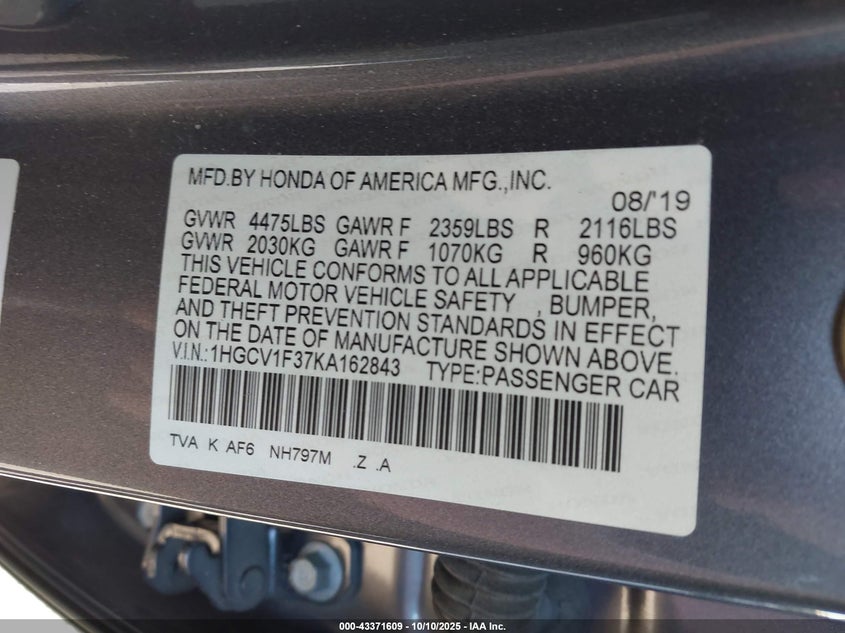 MFD.BY HONDA OF AMERICA MFG.,INC.
08/'19
GVWR 4475LBS GAWR F 2359LBS R 2116LBS
GVWR 2030KG GAWR F 1070KG R 960KG
THIS VEHICLE CONFORMS TO ALL APPLICABLE
FEDERAL MOTOR VEHICLE SAFETY , BUMPER,
AND THEFT PREVENTION STANDARDS IN EFFECT
ON THE DATE OF MANUFACTURE SHOWN ABOVE.
V.I.N.:1HGCV1F37KA162843 TYPE:PASSENGER CAR
TVA K AF6 NH797M .Z .A
000-43371609 - 10/10/2025 - IAA Inc.